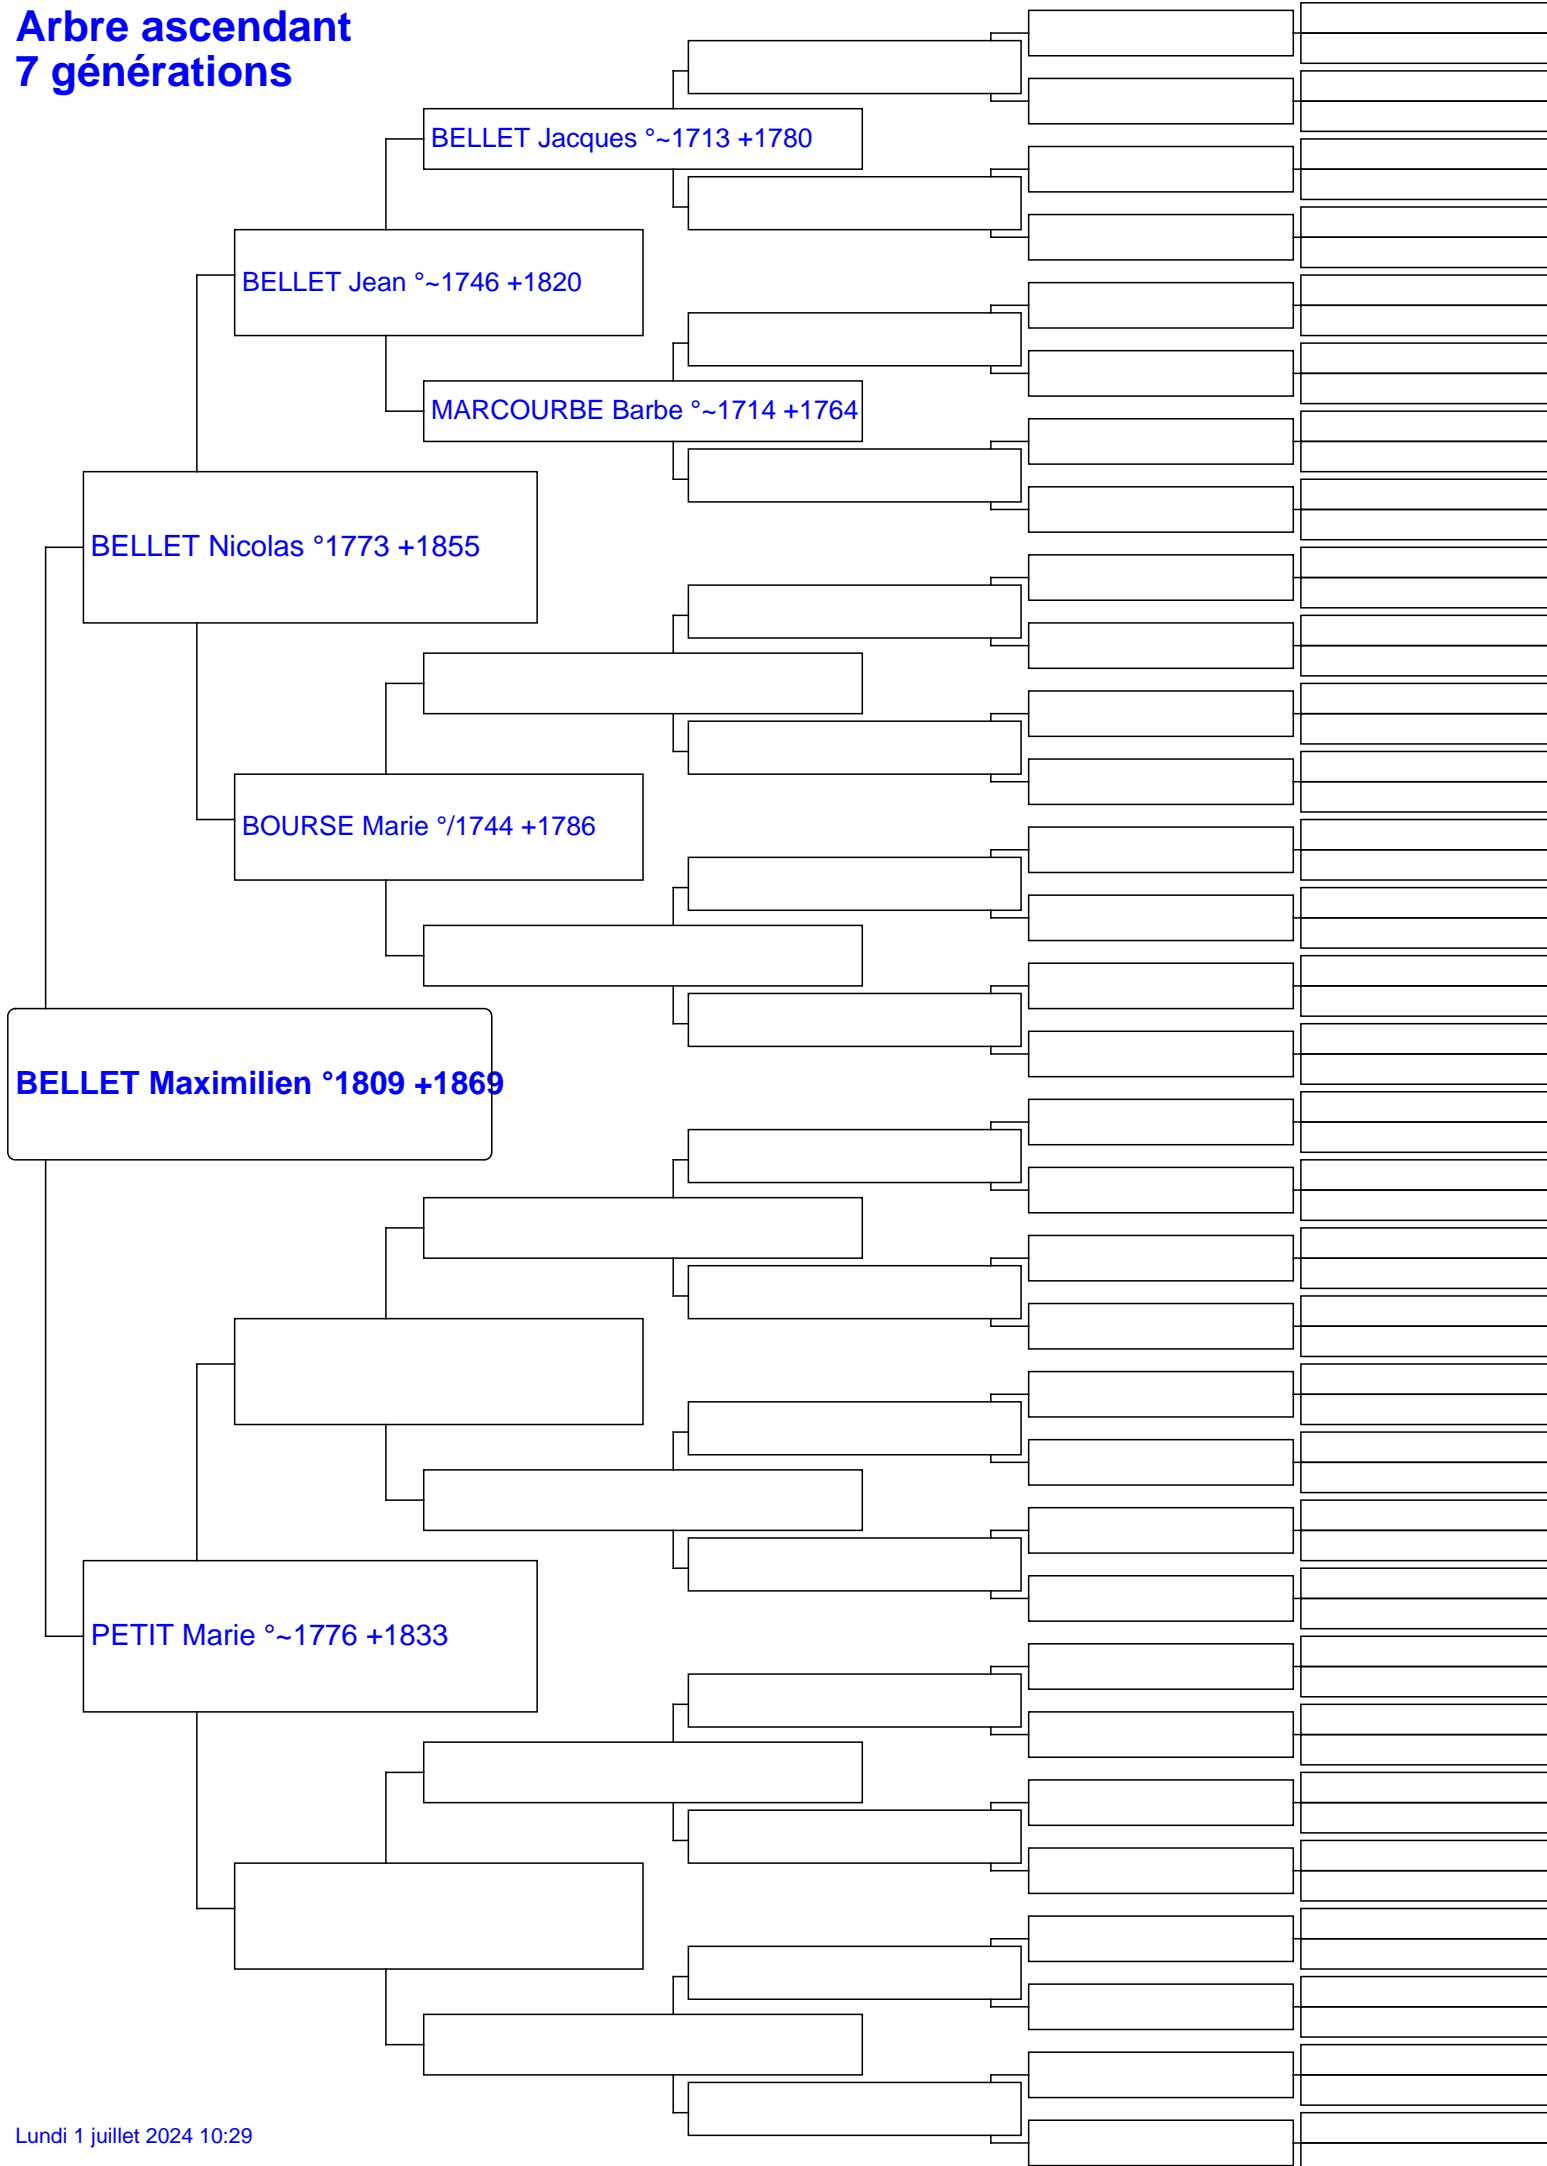 Arbre ascendant
7 générations
BELLET Jacques °~1713 +1780
BELLET Jean °~1746 +1820
MARCOURBE Barbe °~1714 +1764
BELLET Nicolas °1773 +1855
BOURSE Marie °/1744 +1786
BELLET Maximilien °1809 +1869
PETIT Marie °~1776 +1833
Lundi 1 juillet 2024 10:29